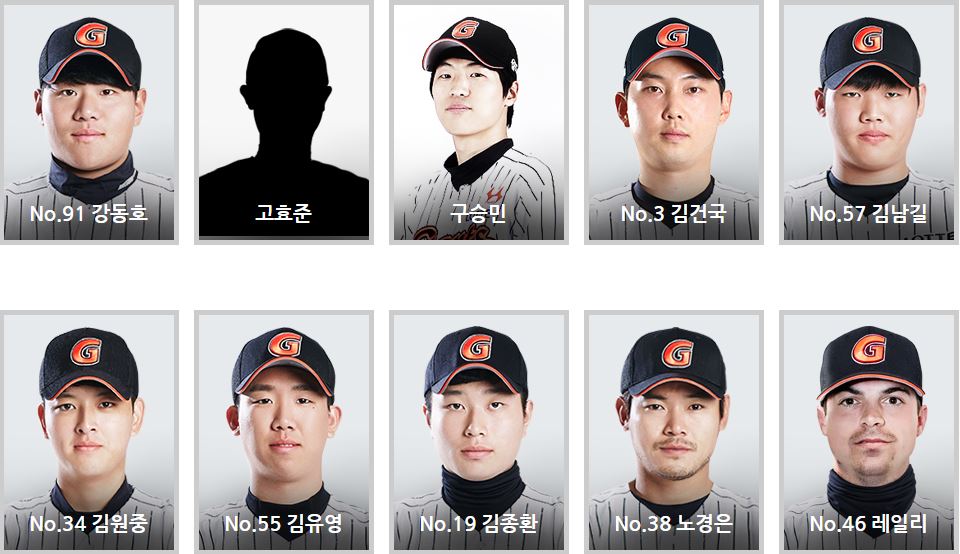 G
G
G
G
No.91 강동호
고효준
구승민
No.3 김건국
No.57 김남길
G
G
G
G
G
No.34 김원중
No.55 김유영
No.19 김종환
No.38 노경은
No.46 레일리